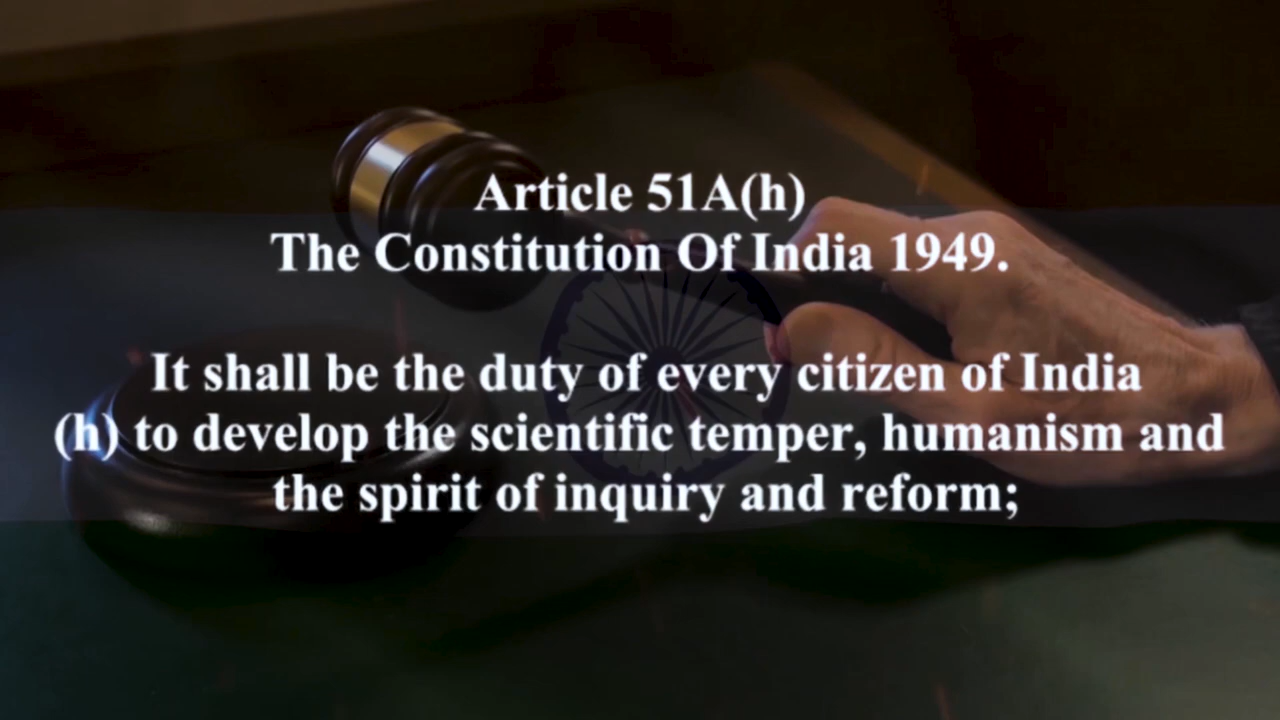 Article 51A(h)
The Constitution Of India 1949.
It shall be the duty of every citizen of India
(h) to develop the scientific temper, humanism and
the spirit of inquiry and reform;